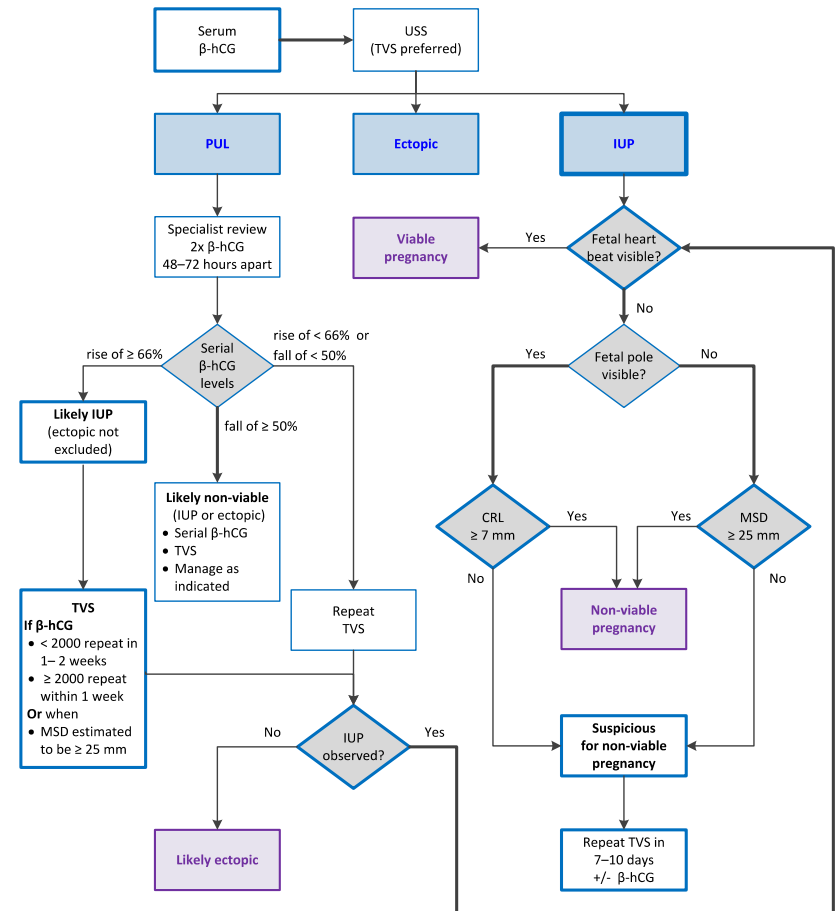 Serum
β-hCG
USS
(TVS preferred)
PUL
Ectopic
IUP
Specialist review
2x β-hCG
48–72 hours apart
Viable
pregnancy
Yes
Fetal heart
beat visible?
No
rise of ≥ 66%
Serial
β-hCG
levels
rise of < 66% or
fall of < 50%
Yes
Fetal pole
visible?
No
Likely IUP
(ectopic not
excluded)
fall of ≥ 50%
Likely non-viable
(IUP or ectopic)
• Serial β-hCG
• TVS
• Manage as
indicated
CRL
≥ 7 mm
Yes
Yes
MSD
≥ 25 mm
No
No
TVS
If β-hCG
• < 2000 repeat in
1– 2 weeks
• ≥ 2000 repeat
within 1 week
Or when
• MSD estimated
to be ≥ 25 mm
Repeat
TVS
Non-viable
pregnancy
No
IUP
observed?
Yes
Suspicious
for non-viable
pregnancy
Likely ectopic
Repeat TVS in
7–10 days
+/- β-hCG